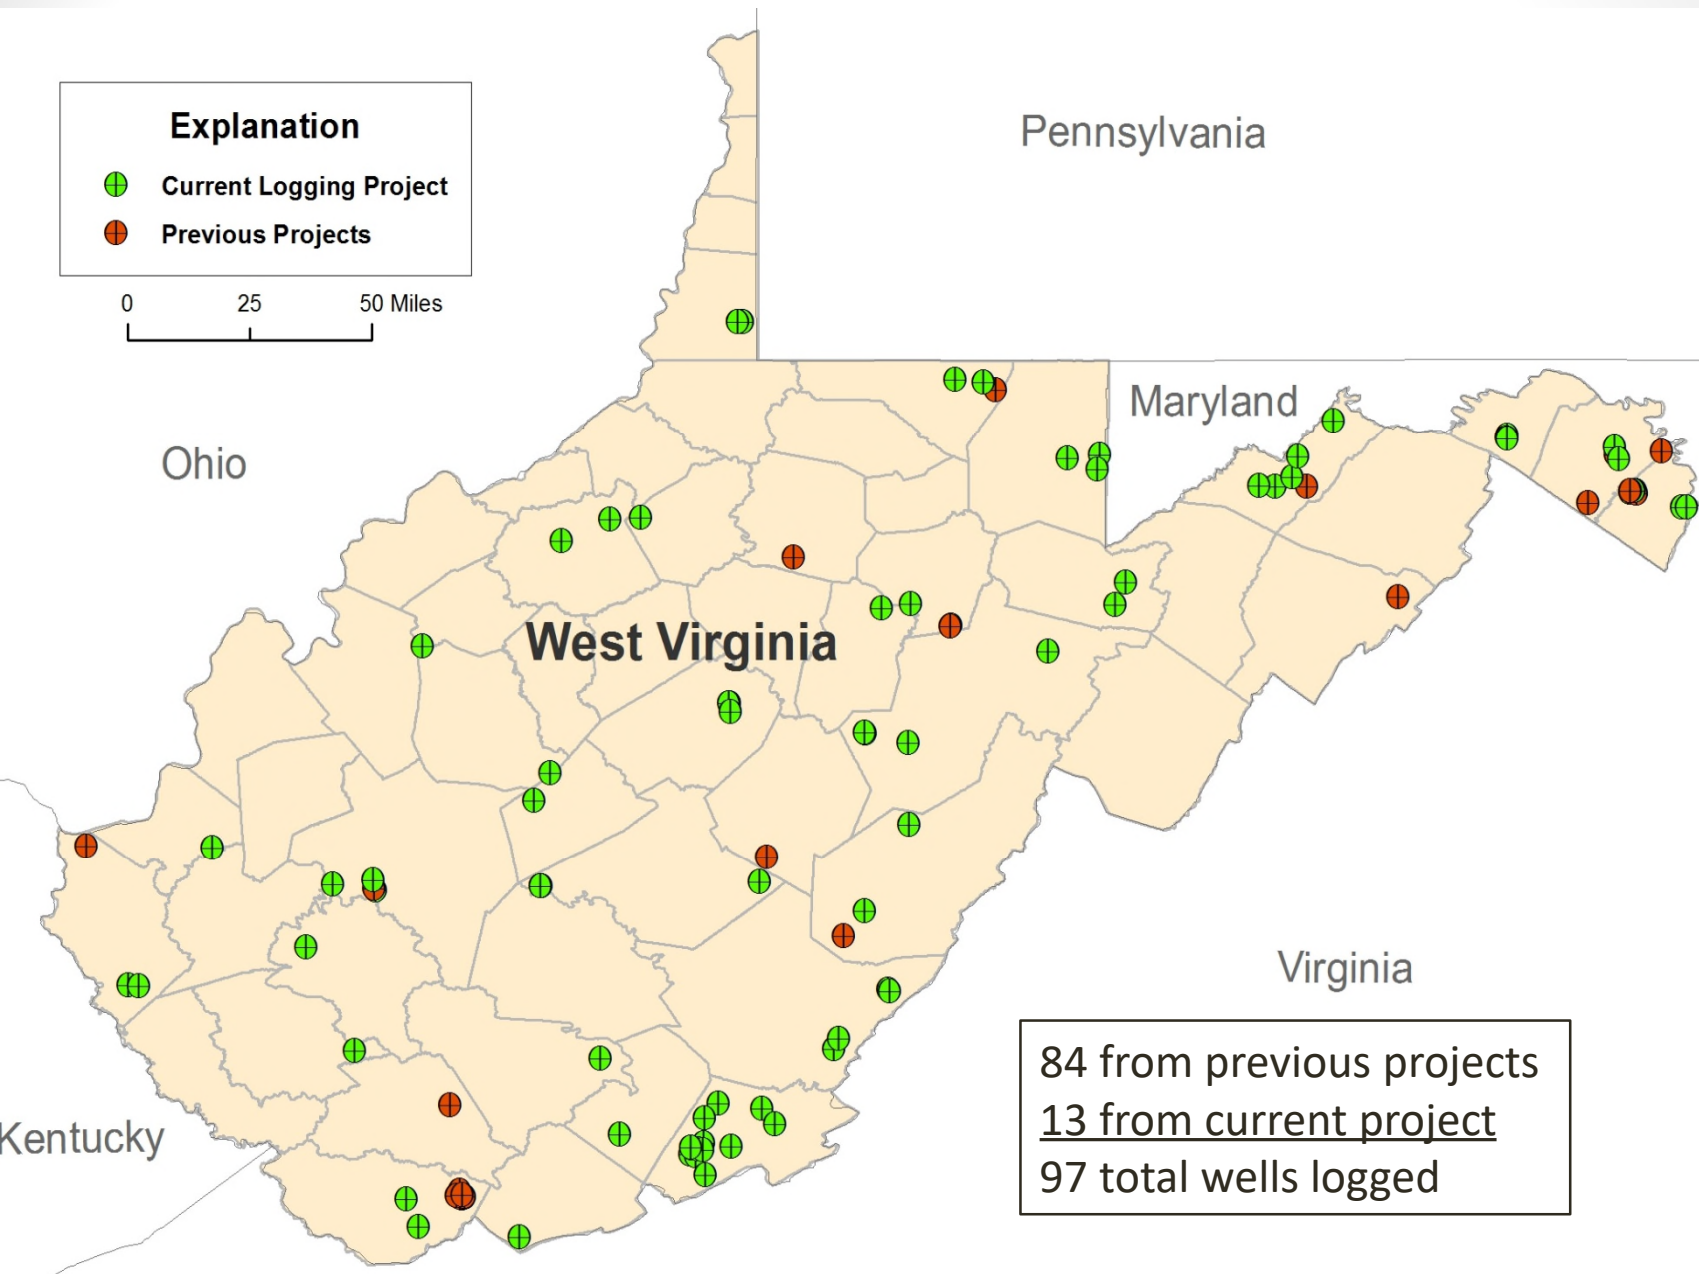 Explanation
Current Logging Project
Previous Projects
0 25 50 Miles
Pennsylvania
Maryland
Ohio
West Virginia
Virginia
Kentucky
84 from previous projects
13 from current project
97 total wells logged